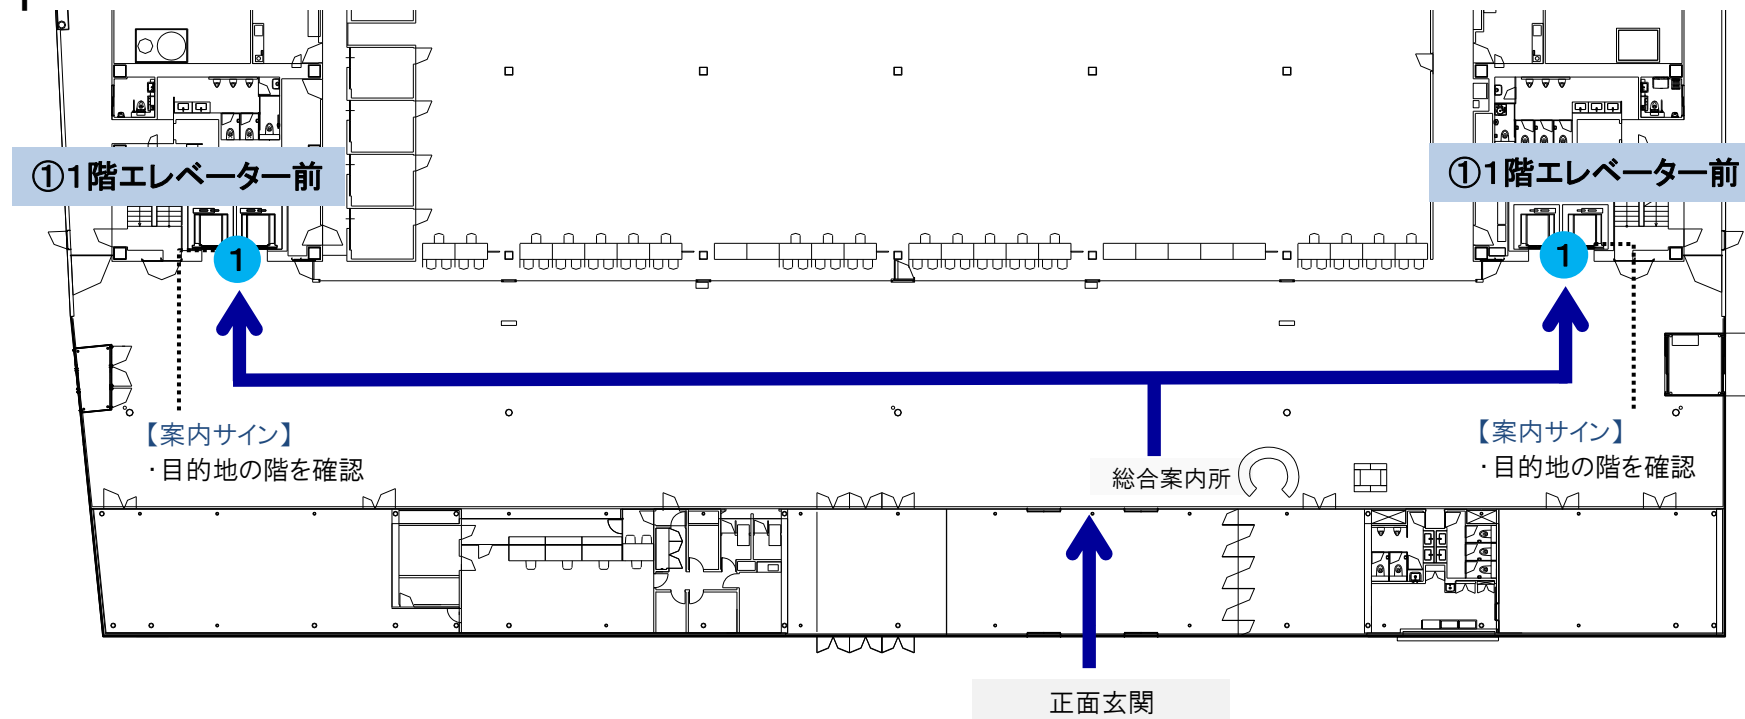 ①1階エレベーター前
①1階エレベーター前
1
1
【案内サイン】
・目的地の階を確認
【案内サイン】
・目的地の階を確認
総合案内所
正面玄関